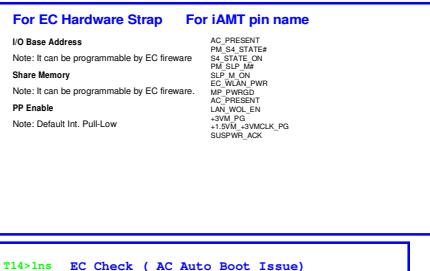 For EC Hardware Strap
I/O Base Address
Note: It can be programmable by EC fireware
Share Memory
Note: It can be programmable by EC fireware.
PP Enable
Note: Default Int. Pull-Low
For iAMT pin name
AC_PRESENT
PM_S4_STATE#
S4_STATE_ON
PM_SLP_M#
SLP_M_ON
EC_WLAN_PWR
MP_PWRGD
AC_PRESENT
LAN_WOL_EN
+3VM_PG
+1.5VM_+3VMCLK_PG
SUSPWR_ACK
T14>1ns EC Check ( AC Auto Boot Issue)